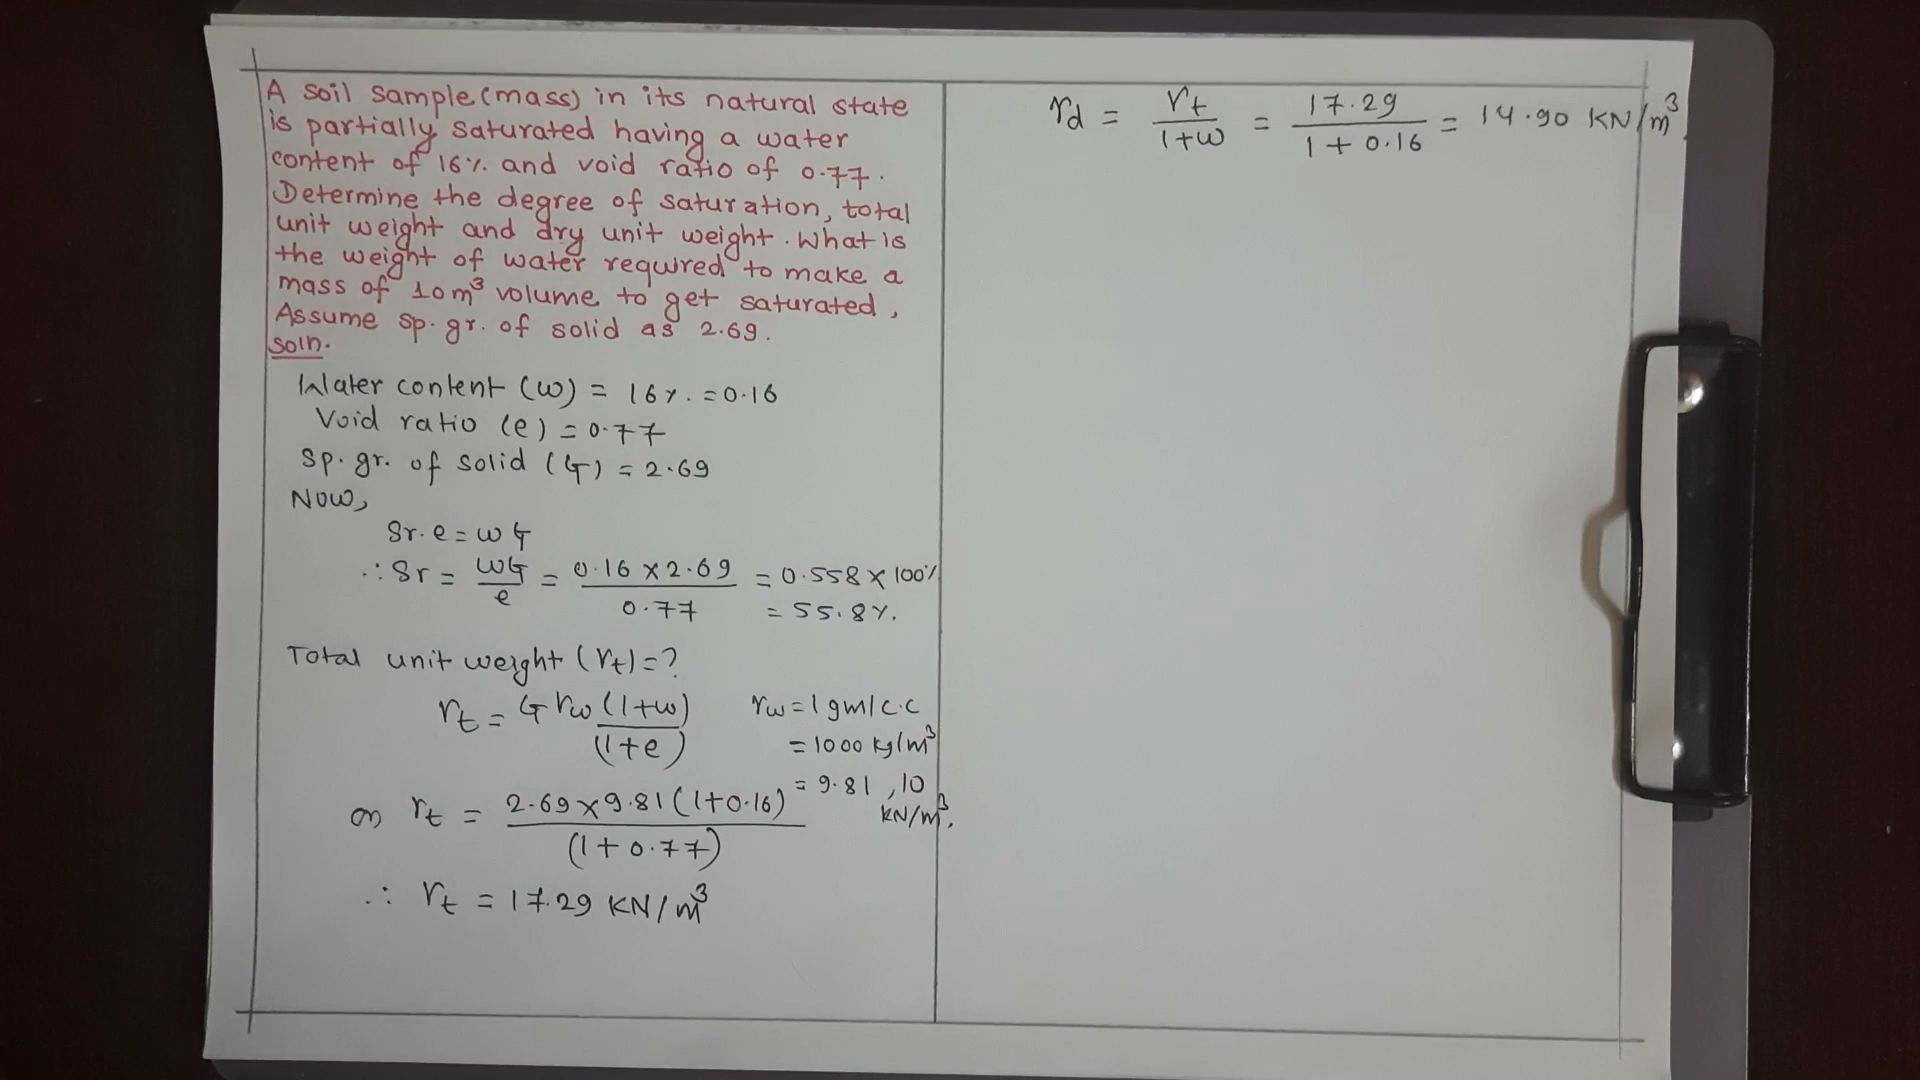 A soil sample (mass) in its natural state
is partially saturated having a water
content of 16%. and void ratio of 0.77.
Determine the degree of saturation, total
unit weight and dry unit weight. What is
the weight of water required to make a
mass of 10m³ volume to get saturated,
Assume sp. gr. of solid as 2.69.
soln.
Water content (w) = 16%. = 0.16
Void ratio (e) = 0.77
Sp. gr. of solid (G) = 2.69
Now,
Sr. e = wG
∴ Sr = wG/e = 0.16 × 2.69/0.77 = 0.558 × 100%
= 55.8%.
Total unit weight (γt) = ?
γt = Gγw (1+w)/(1+e)
γw = 1 gm/c.c
= 1000 kg/m³
= 9.81, 10
KN/m³.
or γt = 2.69×9.81(1+0.16)/(1+0.77)
∴ γt = 17.29 KN/m³
γd = γt/1+w = 17.29/1+0.16 = 14.90 KN/m³.